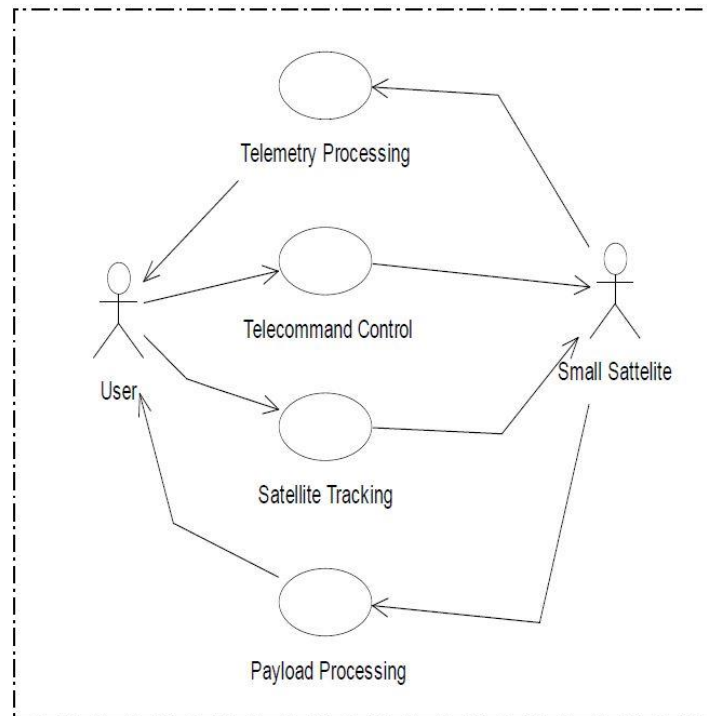 Telemetry Processing
Telecommand Control
User
Small Sattelite
Satellite Tracking
Payload Processing